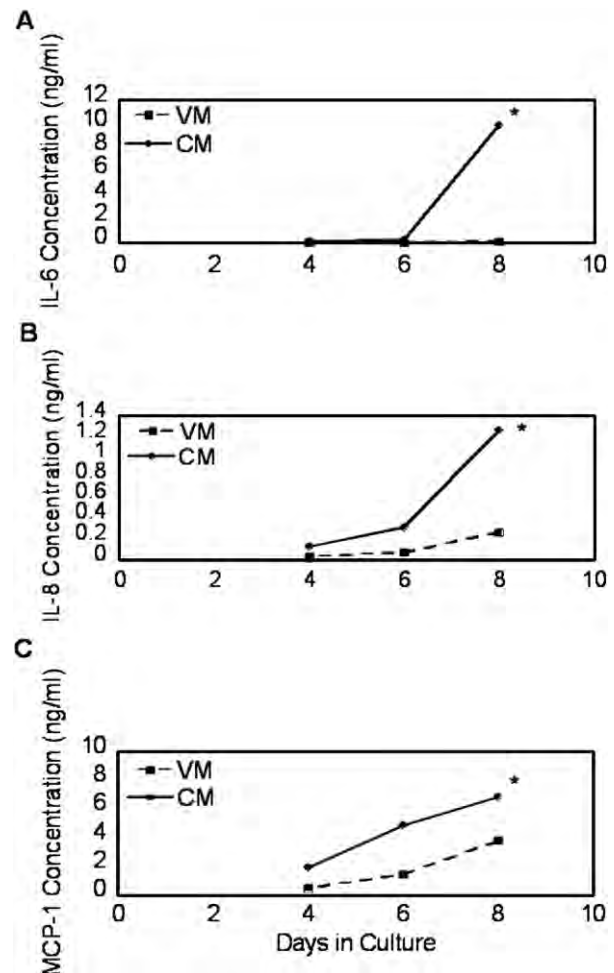 A
IL-6 Concentration (ng/ml)
12
10
8
6
4
2
0
VM
CM
*
0 2 4 6 8 10
B
IL-8 Concentration (ng/ml)
1.4
1.2
1
0.8
0.6
0.4
0.2
0
VM
CM
*
0 2 4 6 8 10
C
MCP-1 Concentration (ng/ml)
10
8
6
4
2
0
VM
CM
*
0 2 4 6 8 10
Days in Culture